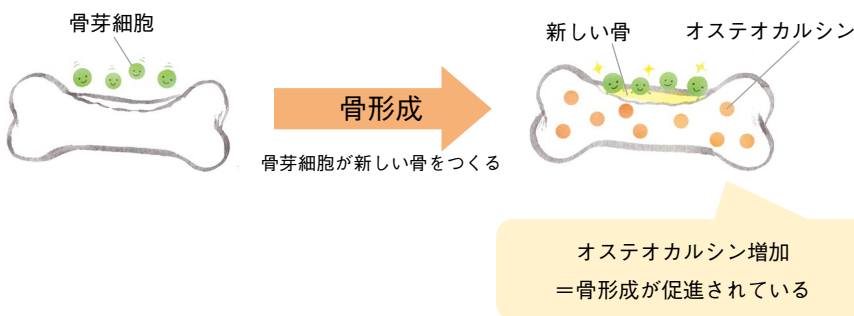 骨芽細胞
新しい骨
オステオカルシン
骨形成
骨芽細胞が新しい骨をつくる
オステオカルシン増加
＝骨形成が促進されている